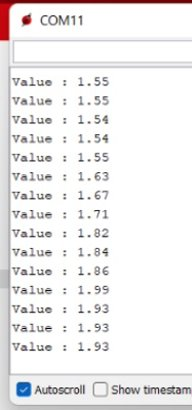 COM11
Value : 1.55
Value : 1.55
Value : 1.54
Value : 1.54
Value : 1.55
Value : 1.63
Value : 1.67
Value : 1.71
Value : 1.82
Value : 1.84
Value : 1.86
Value : 1.99
Value : 1.93
Value : 1.93
Value : 1.93
Autoscroll Show timestam